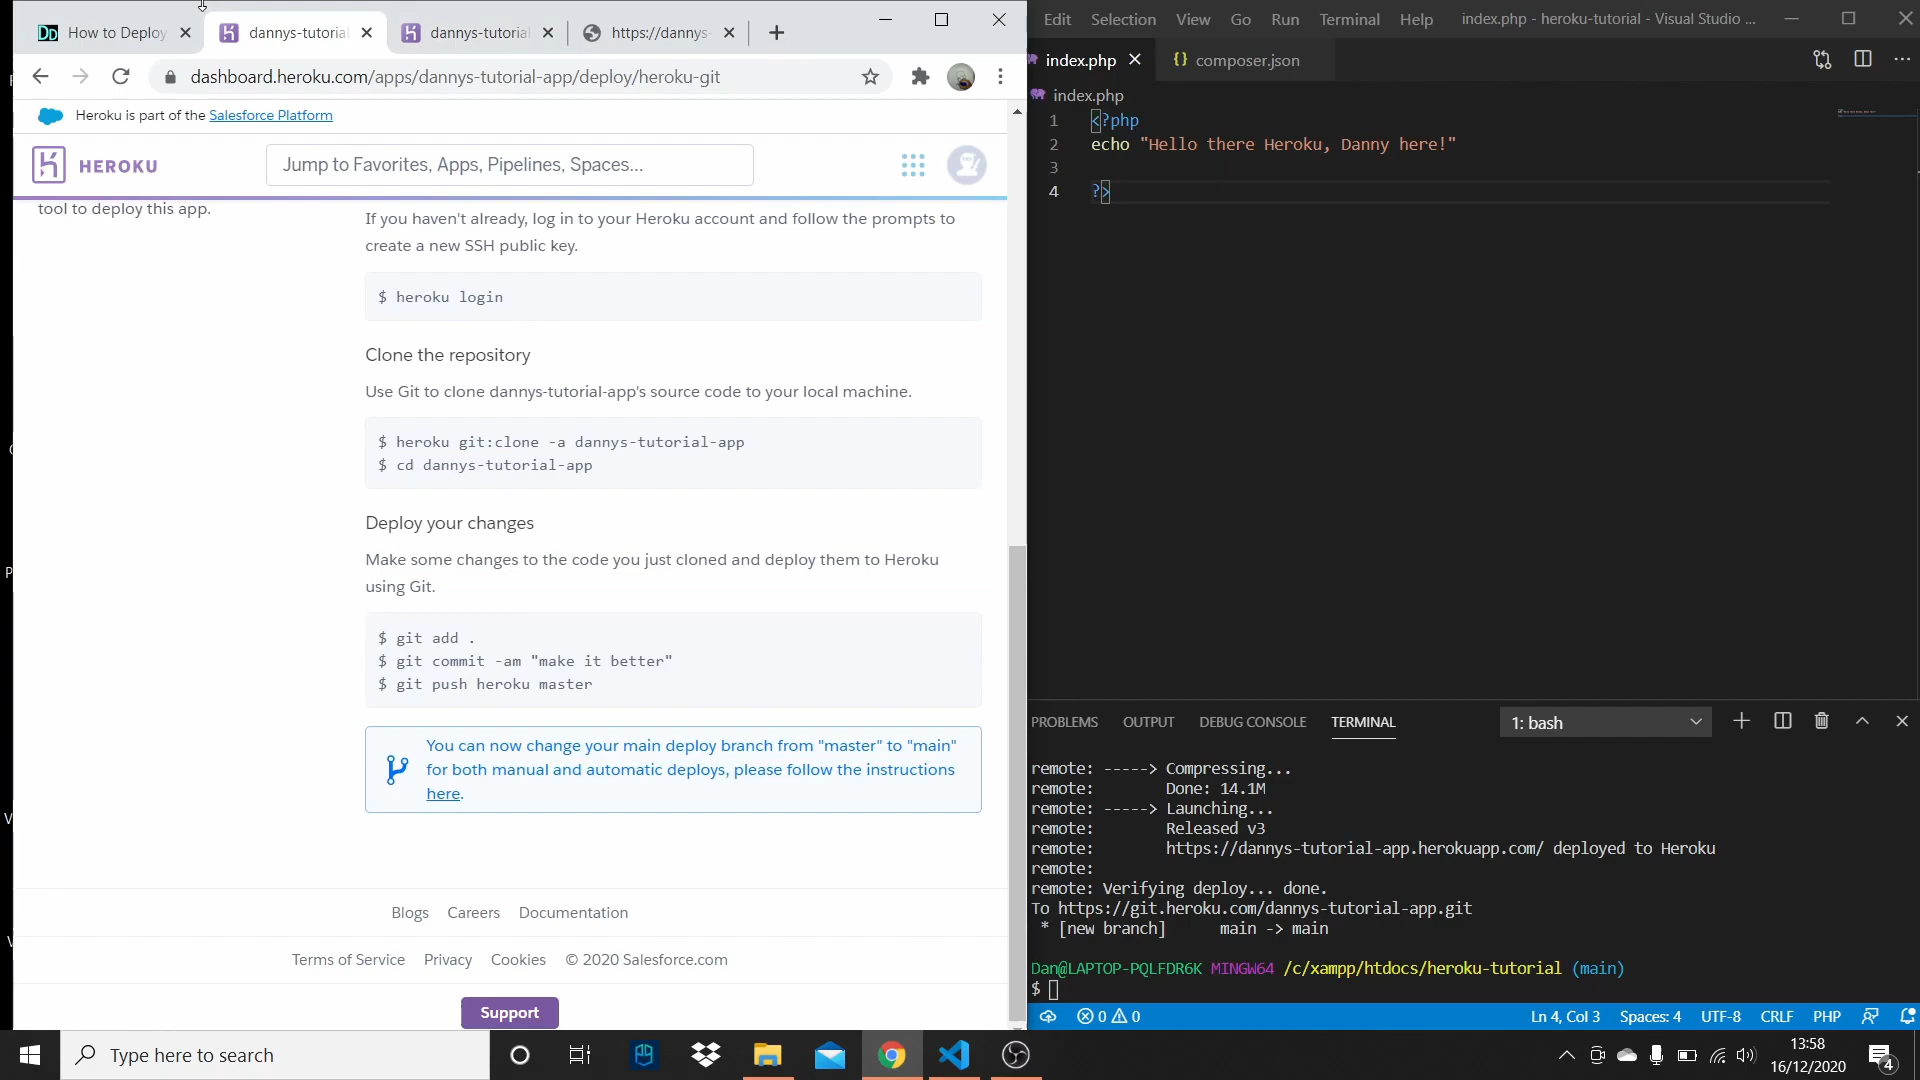 How to Deploy
dannys-tutorial
dannys-tutorial
https://dannys-
dashboard.heroku.com/apps/dannys-tutorial-app/deploy/heroku-git
Heroku is part of the Salesforce Platform
HEROKU
Jump to Favorites, Apps, Pipelines, Spaces...
tool to deploy this app.
If you haven't already, log in to your Heroku account and follow the prompts to
create a new SSH public key.
$ heroku login
Clone the repository
Use Git to clone dannys-tutorial-app's source code to your local machine.
$ heroku git:clone -a dannys-tutorial-app
$ cd dannys-tutorial-app
Deploy your changes
Make some changes to the code you just cloned and deploy them to Heroku
using Git.
$ git add .
$ git commit -am "make it better"
$ git push heroku master
You can now change your main deploy branch from "master" to "main"
for both manual and automatic deploys, please follow the instructions
here.
Blogs Careers Documentation
Terms of Service Privacy Cookies © 2020 Salesforce.com
Support
Edit Selection View Go Run Terminal Help index.php - heroku-tutorial - Visual Studio ...
index.php {} composer.json
index.php
1 <?php
2 echo "Hello there Heroku, Danny here!"
3
4 ?>
PROBLEMS OUTPUT DEBUG CONSOLE TERMINAL 1: bash
remote: -----> Compressing...
remote: Done: 14.1M
remote: -----> Launching...
remote: Released v3
remote: https://dannys-tutorial-app.herokuapp.com/ deployed to Heroku
remote:
remote: Verifying deploy... done.
To https://git.heroku.com/dannys-tutorial-app.git
* [new branch] main -> main
Dan@LAPTOP-PQLFDR6K MINGW64 /c/xampp/htdocs/heroku-tutorial (main)
$
0 0 Ln 4, Col 3 Spaces: 4 UTF-8 CRLF PHP
Type here to search
13:58
16/12/2020
4